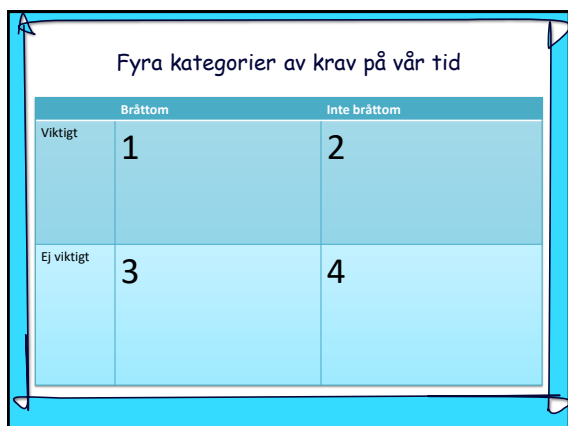 Fyra kategorier av krav på vår tid
Bråttom Inte bråttom
Viktigt 1 2
Ej viktigt 3 4